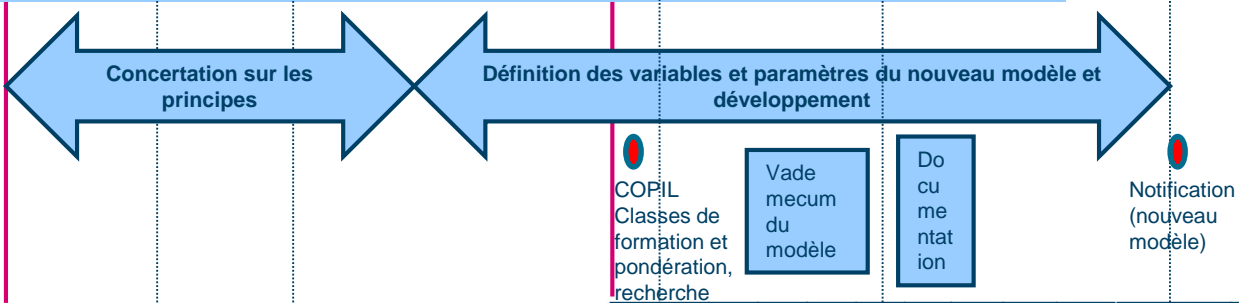 Concertation sur les
principes
Définition des variables et paramètres du nouveau modèle et
développement
COPIL
Classes de
formation et
pondération,
recherche
Vade
mecum
du
modèle
Do
cu
me
ntat
ion
Notification
(nouveau
modèle)